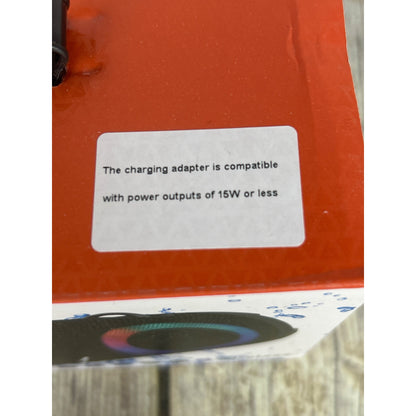 The charging adapter is compatible
with power outputs of 15W or less